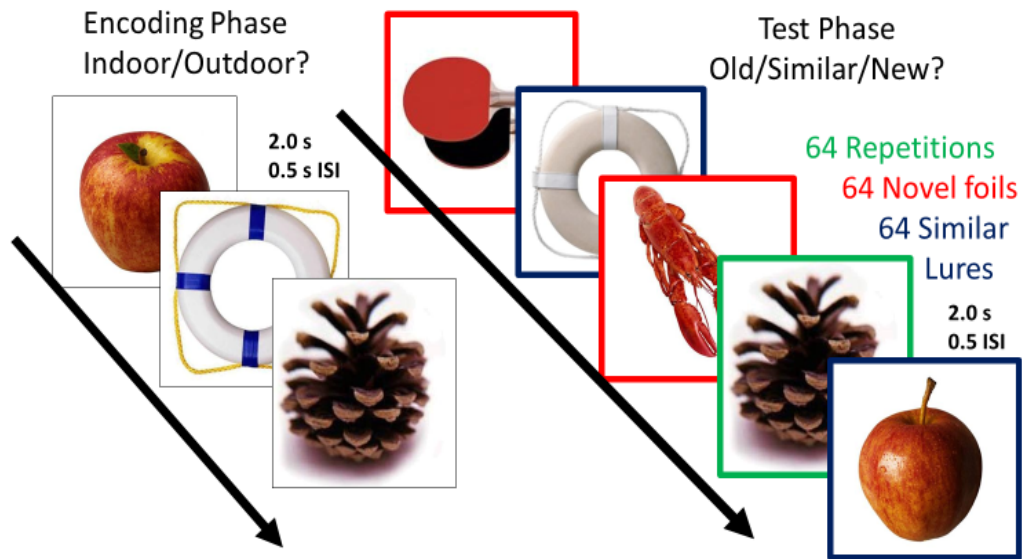 Encoding Phase
Indoor/Outdoor?
2.0 s
0.5 s ISI
Test Phase
Old/Similar/New?
64 Repetitions
64 Novel foils
64 Similar
Lures
2.0 s
0.5 ISI